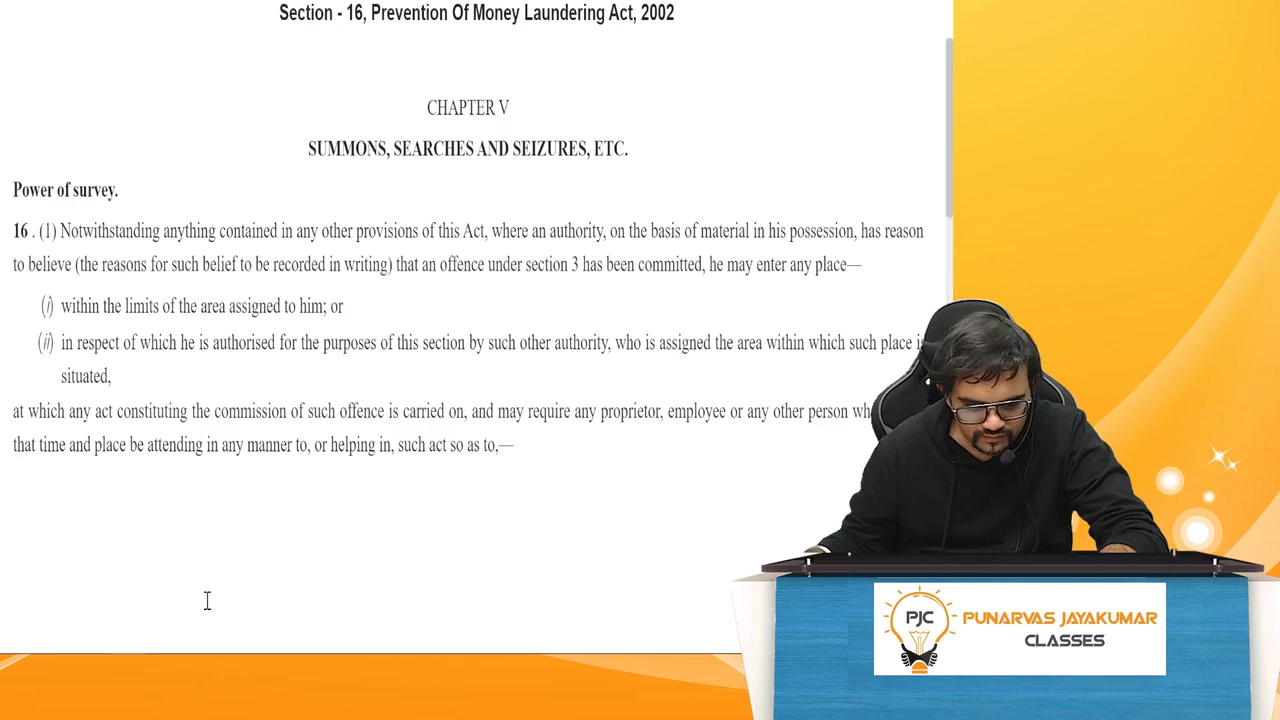 Section - 16, Prevention Of Money Laundering Act, 2002
CHAPTER V
SUMMONS, SEARCHES AND SEIZURES, ETC.
Power of survey.
16 . (1) Notwithstanding anything contained in any other provisions of this Act, where an authority, on the basis of material in his possession, has reason
to believe (the reasons for such belief to be recorded in writing) that an offence under section 3 has been committed, he may enter any place—
(i) within the limits of the area assigned to him; or
(ii) in respect of which he is authorised for the purposes of this section by such other authority, who is assigned the area within which such place
situated,
at which any act constituting the commission of such offence is carried on, and may require any proprietor, employee or any other person
that time and place be attending in any manner to, or helping in, such act so as to,—
PJC
PUNARVAS JAYAKUMAR
CLASSES